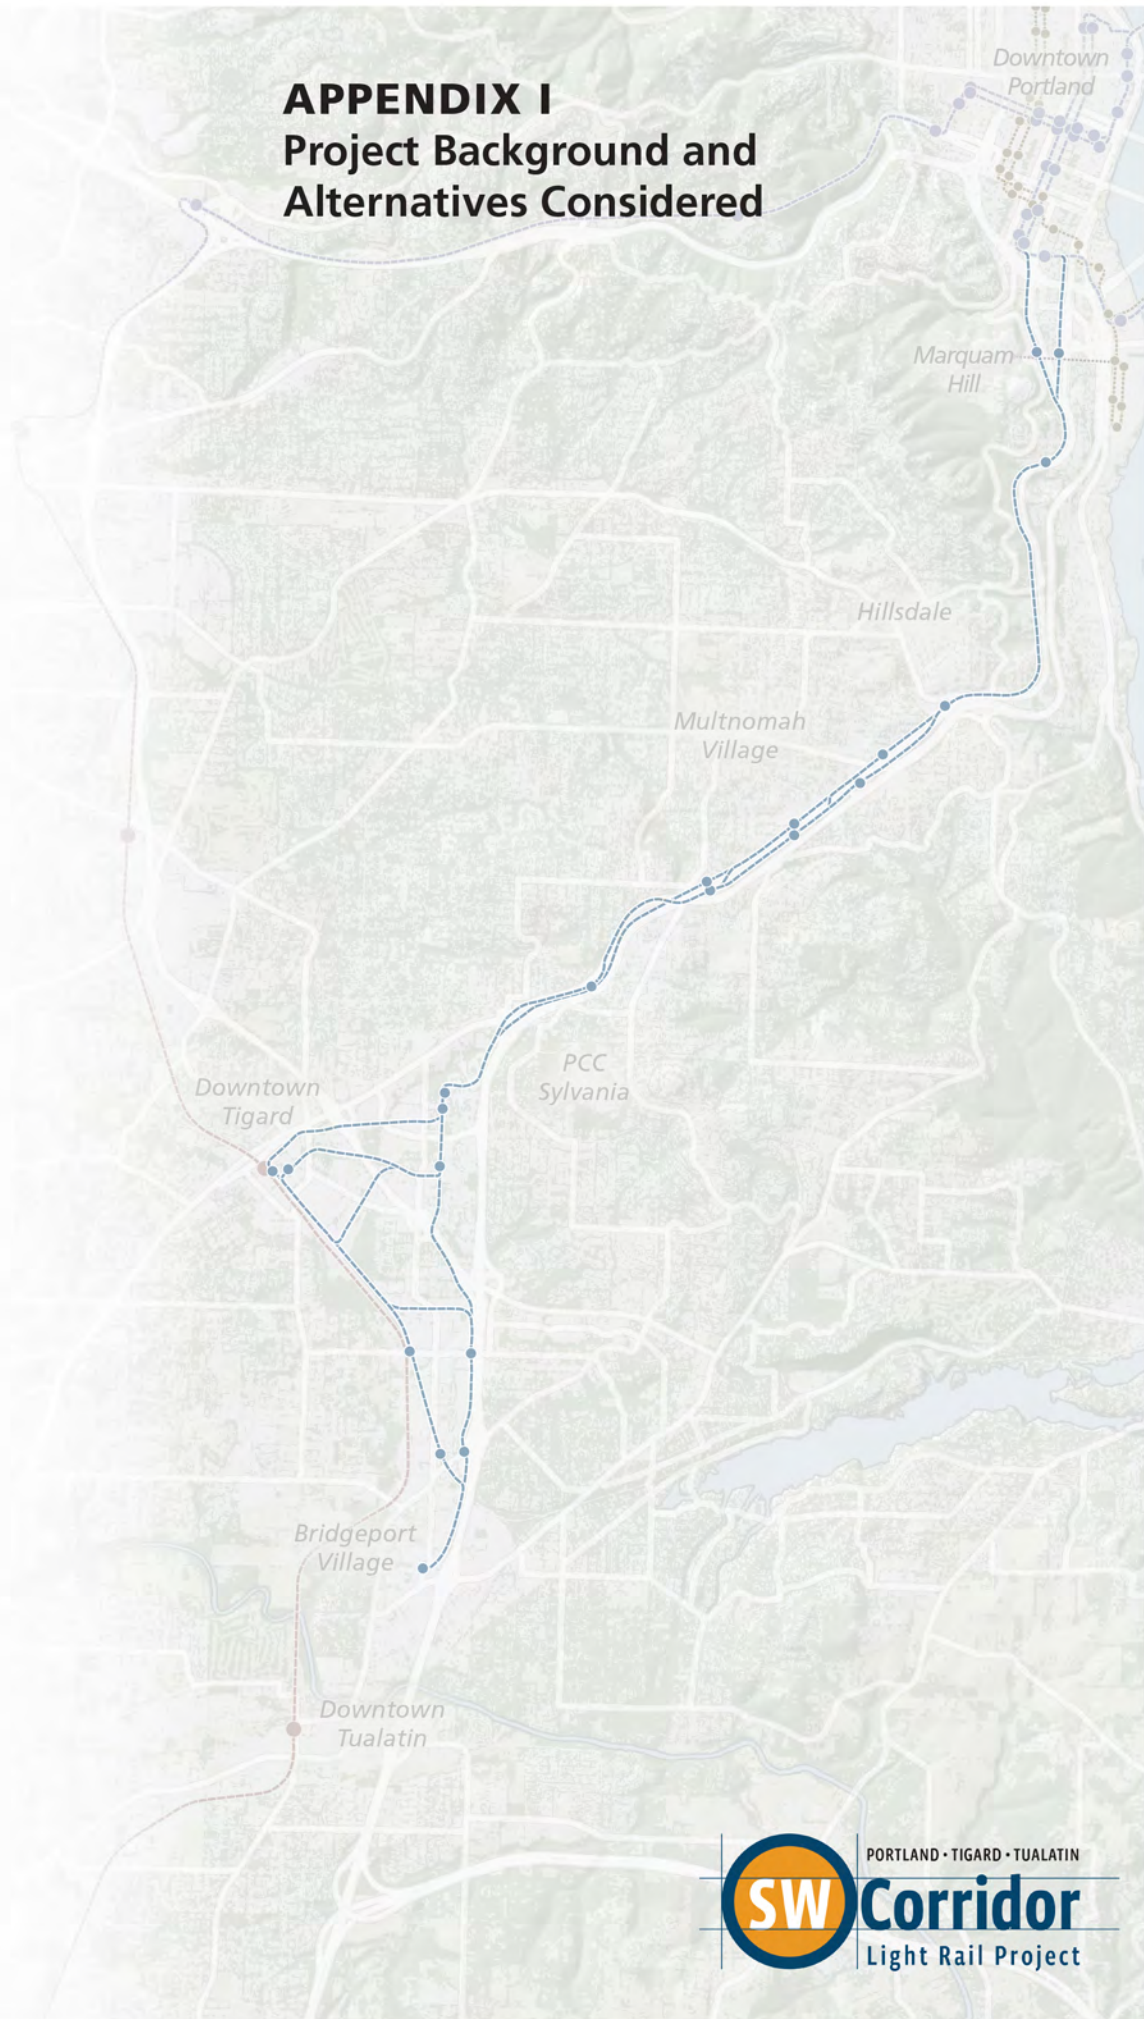 APPENDIX I
Project Background and
Alternatives Considered
Downtown
Portland
Marquam
Hill
Hillsdale
Multnomah
Village
PCC
Sylvania
Downtown
Tigard
Bridgeport
Village
Downtown
Tualatin
PORTLAND • TIGARD • TUALATIN
SW Corridor
Light Rail Project